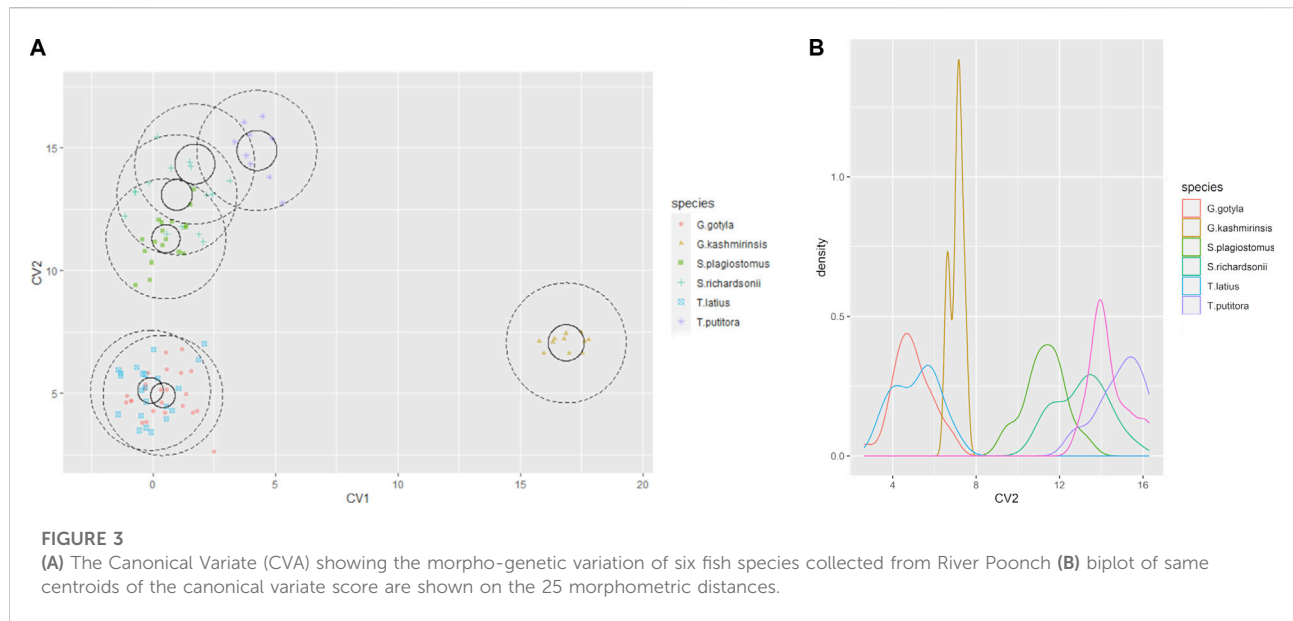 A
B
17.5
15
10
5
CV2
0
5
10
15
20
CV1
species
G.gotyla
G.kashmirinsis
S.plagiostomus
S.richardsonii
T.latius
T.putitora
1.0
0.5
0.0
density
4
8
12
16
CV2
species
G.gotyla
G.kashmirinsis
S.plagiostomus
S.richardsonii
T.latius
T.putitora
FIGURE 3
(A) The Canonical Variate (CVA) showing the morpho-genetic variation of six fish species collected from River Poonch (B) biplot of same
centroids of the canonical variate score are shown on the 25 morphometric distances.